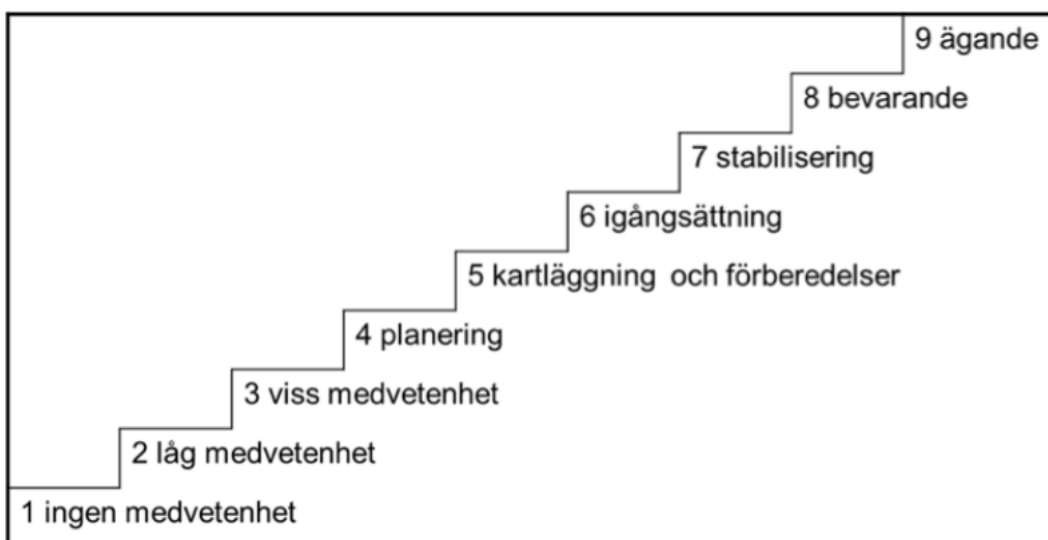 9 ägande
8 bevarande
7 stabilisering
6 igångsättning
5 kartläggning och förberedelser
4 planering
3 viss medvetenhet
2 låg medvetenhet
1 ingen medvetenhet